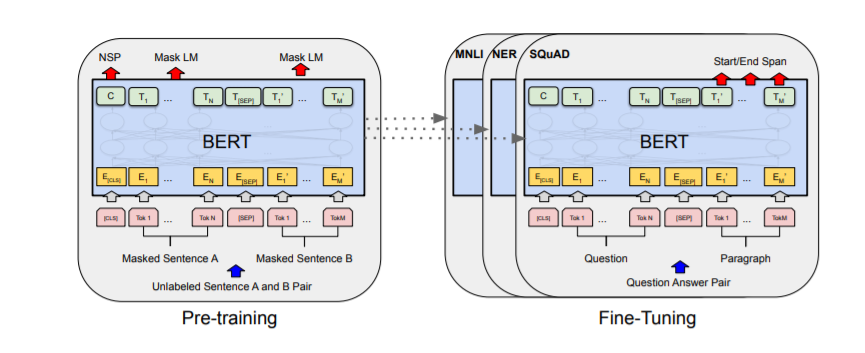 NSP Mask LM Mask LM
C T1 ... TN T[SEP] T1' ... TM'
BERT
E[CLS] E1 EN E[SEP] E1' ... EM'
[CLS] Tok 1 ... Tok N [SEP] Tok 1 ... TokM
Masked Sentence A Masked Sentence B
Unlabeled Sentence A and B Pair
Pre-training
MNLI NER SQuAD
Start/End Span
C T1 ... TN T[SEP] T1' ... TM'
BERT
E[CLS] E1 EN E[SEP] E1' ... EM'
[CLS] Tok 1 ... Tok N [SEP] Tok 1 ... TokM
Question Paragraph
Question Answer Pair
Fine-Tuning